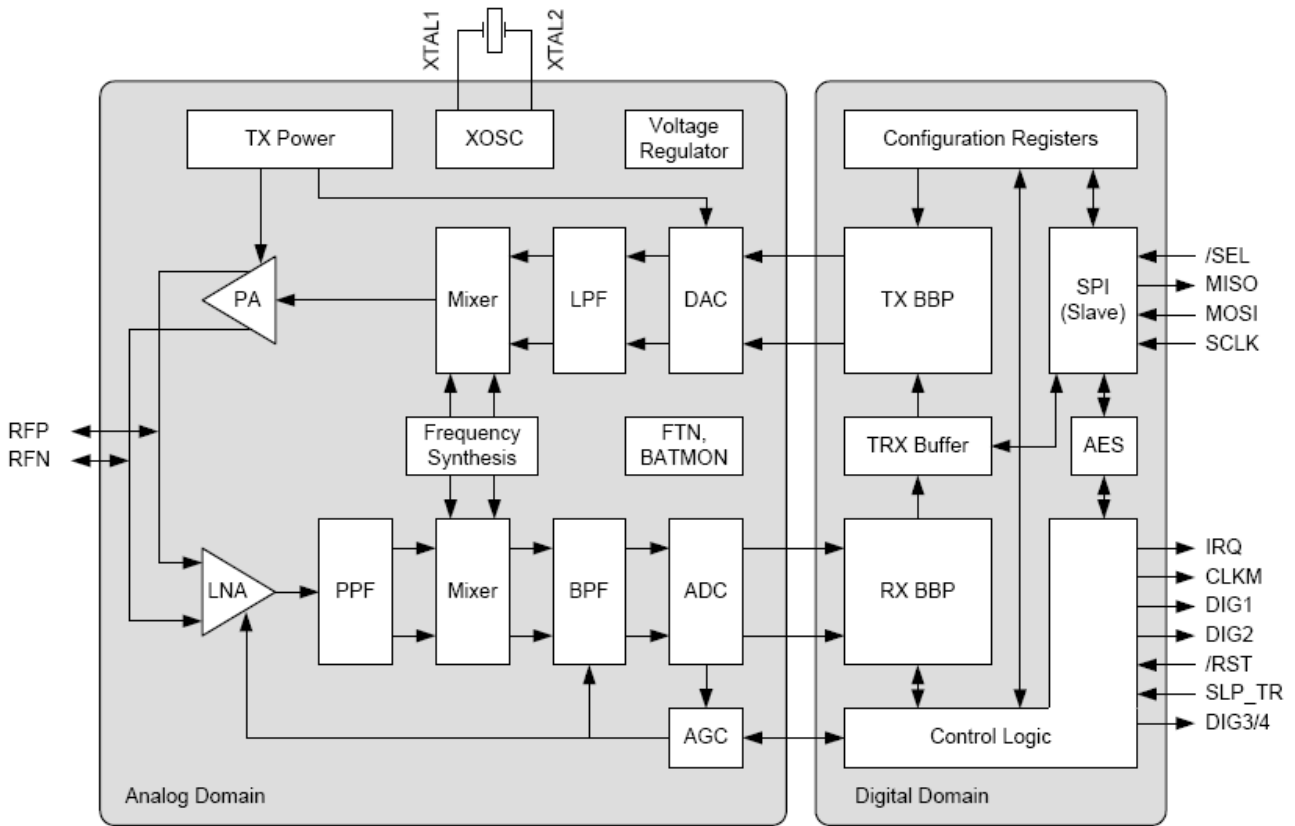 XTAL1
XTAL2
TX Power
XOSC
Voltage
Regulator
Configuration Registers
PA
Mixer
LPF
DAC
TX BBP
SPI
(Slave)
/SEL
MISO
MOSI
SCLK
RFP
RFN
Frequency
Synthesis
FTN,
BATMON
TRX Buffer
AES
LNA
PPF
Mixer
BPF
ADC
RX BBP
IRQ
CLKM
DIG1
DIG2
/RST
SLP_TR
DIG3/4
AGC
Control Logic
Analog Domain
Digital Domain